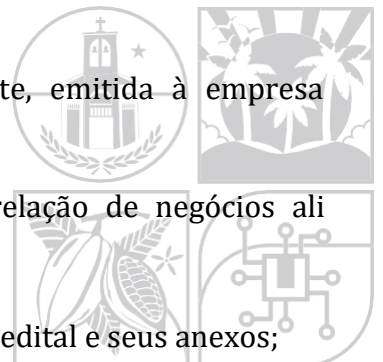 te, emitida à empresa
relação de negócios ali
edital e seus anexos;